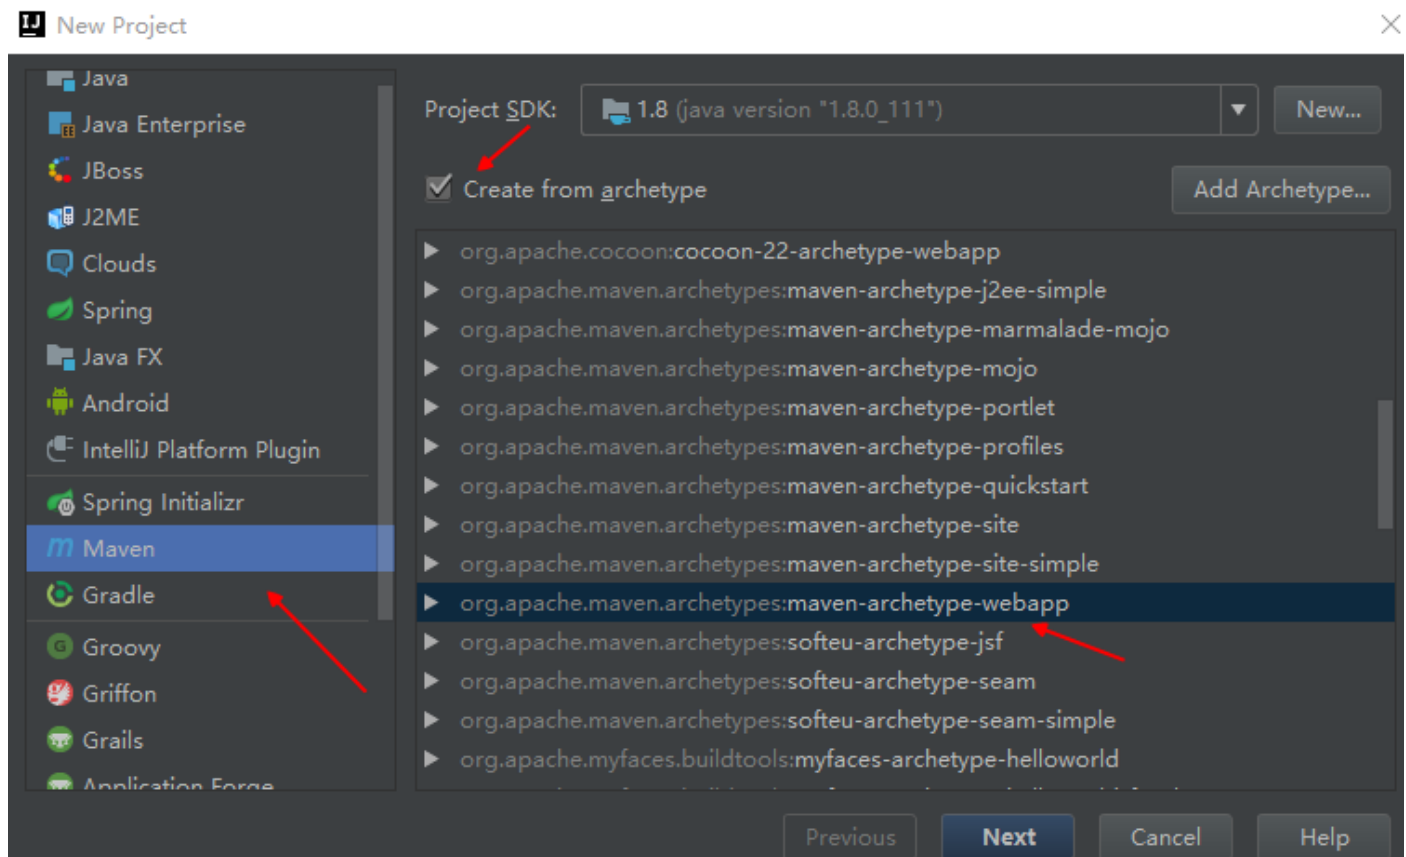 New Project
Java
Java Enterprise
JBoss
J2ME
Clouds
Spring
Java FX
Android
IntelliJ Platform Plugin
Spring Initializr
Maven
Gradle
Groovy
Griffon
Grails
Application Forge
Project SDK: 1.8 (java version "1.8.0_111") New...
Create from archetype Add Archetype...
org.apache.cocoon:cocoon-22-archetype-webapp
org.apache.maven.archetypes:maven-archetype-j2ee-simple
org.apache.maven.archetypes:maven-archetype-marmalade-mojo
org.apache.maven.archetypes:maven-archetype-mojo
org.apache.maven.archetypes:maven-archetype-portlet
org.apache.maven.archetypes:maven-archetype-profiles
org.apache.maven.archetypes:maven-archetype-quickstart
org.apache.maven.archetypes:maven-archetype-site
org.apache.maven.archetypes:maven-archetype-site-simple
org.apache.maven.archetypes:maven-archetype-webapp
org.apache.maven.archetypes:softeu-archetype-jsf
org.apache.maven.archetypes:softeu-archetype-seam
org.apache.maven.archetypes:softeu-archetype-seam-simple
org.apache.myfaces.buildtools:myfaces-archetype-helloworld
Previous Next Cancel Help